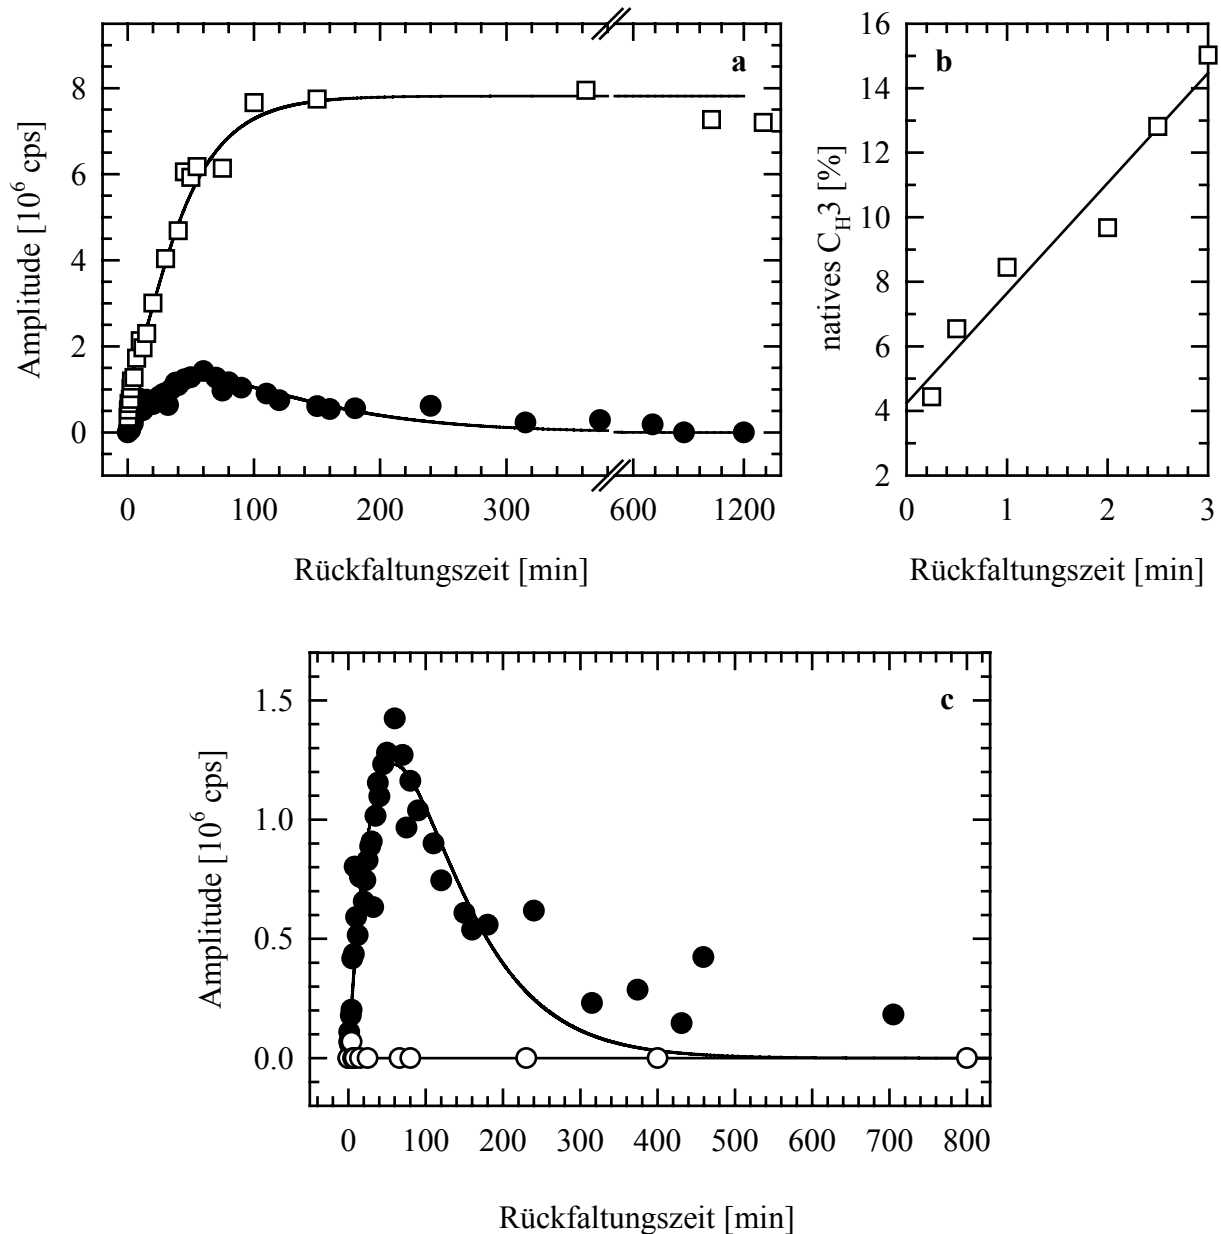 a
8
6
4
2
0
Amplitude [10⁶ cps]
0 100 200 300 600 1200
Rückfaltungszeit [min]
b
16
14
12
10
8
6
4
2
natives C_H3 [%]
0 1 2 3
Rückfaltungszeit [min]
c
1.5
1.0
0.5
0.0
Amplitude [10⁶ cps]
0 100 200 300 400 500 600 700 800
Rückfaltungszeit [min]